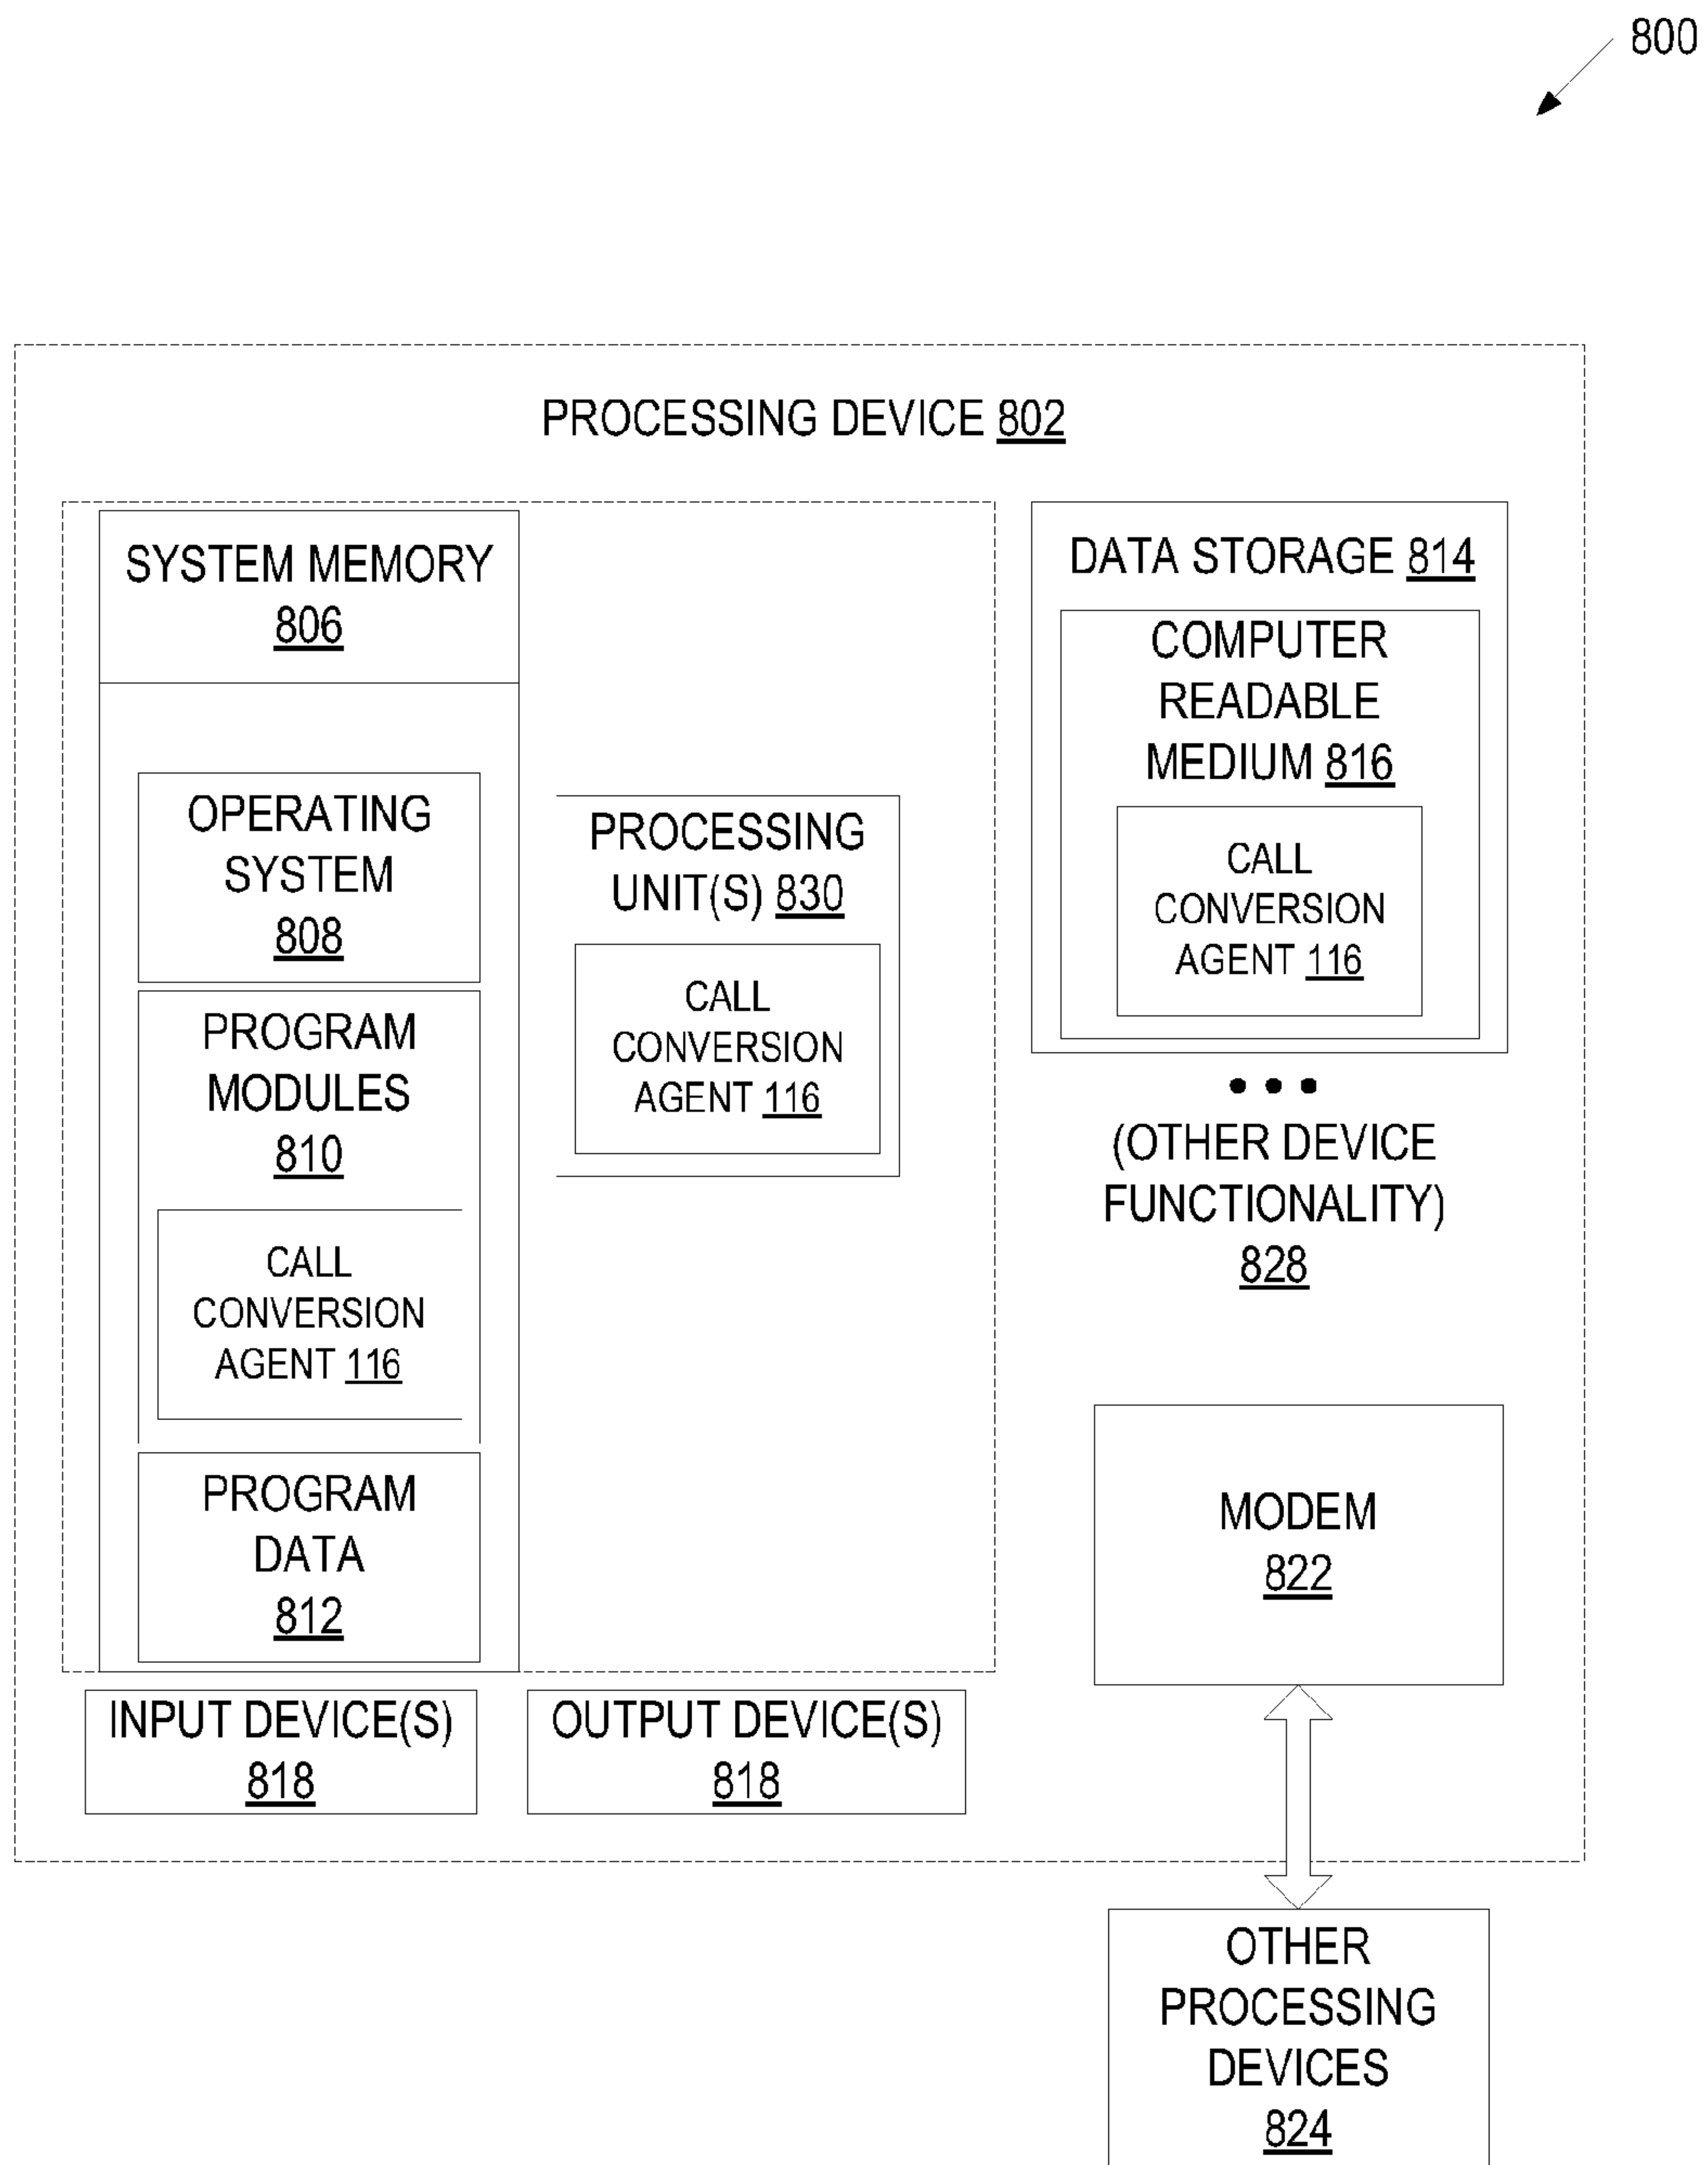 800
PROCESSING DEVICE 802
SYSTEM MEMORY
806
OPERATING
SYSTEM
808
PROGRAM
MODULES
810
CALL
CONVERSION
AGENT 116
PROGRAM
DATA
812
PROCESSING
UNIT(S) 830
CALL
CONVERSION
AGENT 116
DATA STORAGE 814
COMPUTER
READABLE
MEDIUM 816
CALL
CONVERSION
AGENT 116
• • •
(OTHER DEVICE
FUNCTIONALITY)
828
MODEM
822
INPUT DEVICE(S)
818
OUTPUT DEVICE(S)
818
OTHER
PROCESSING
DEVICES
824